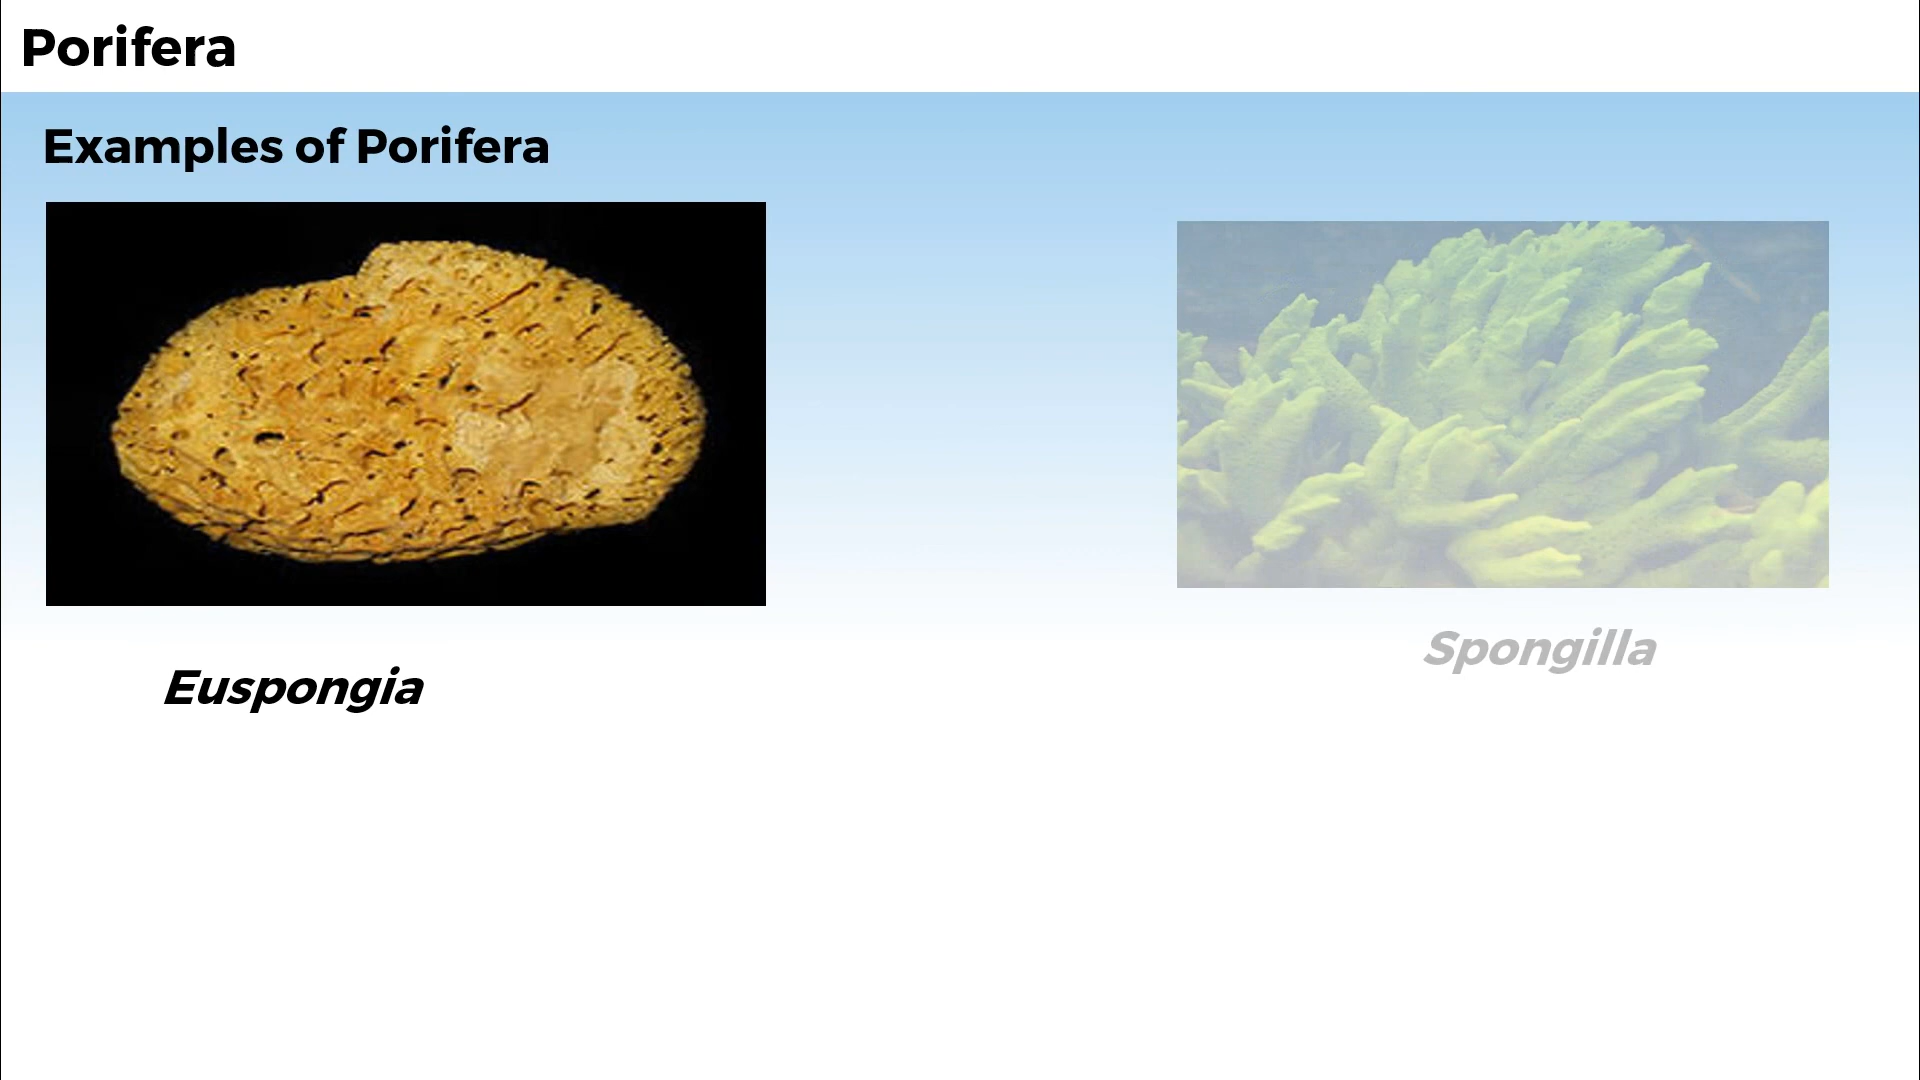 Porifera
Examples of Porifera
Euspongia
Spongilla